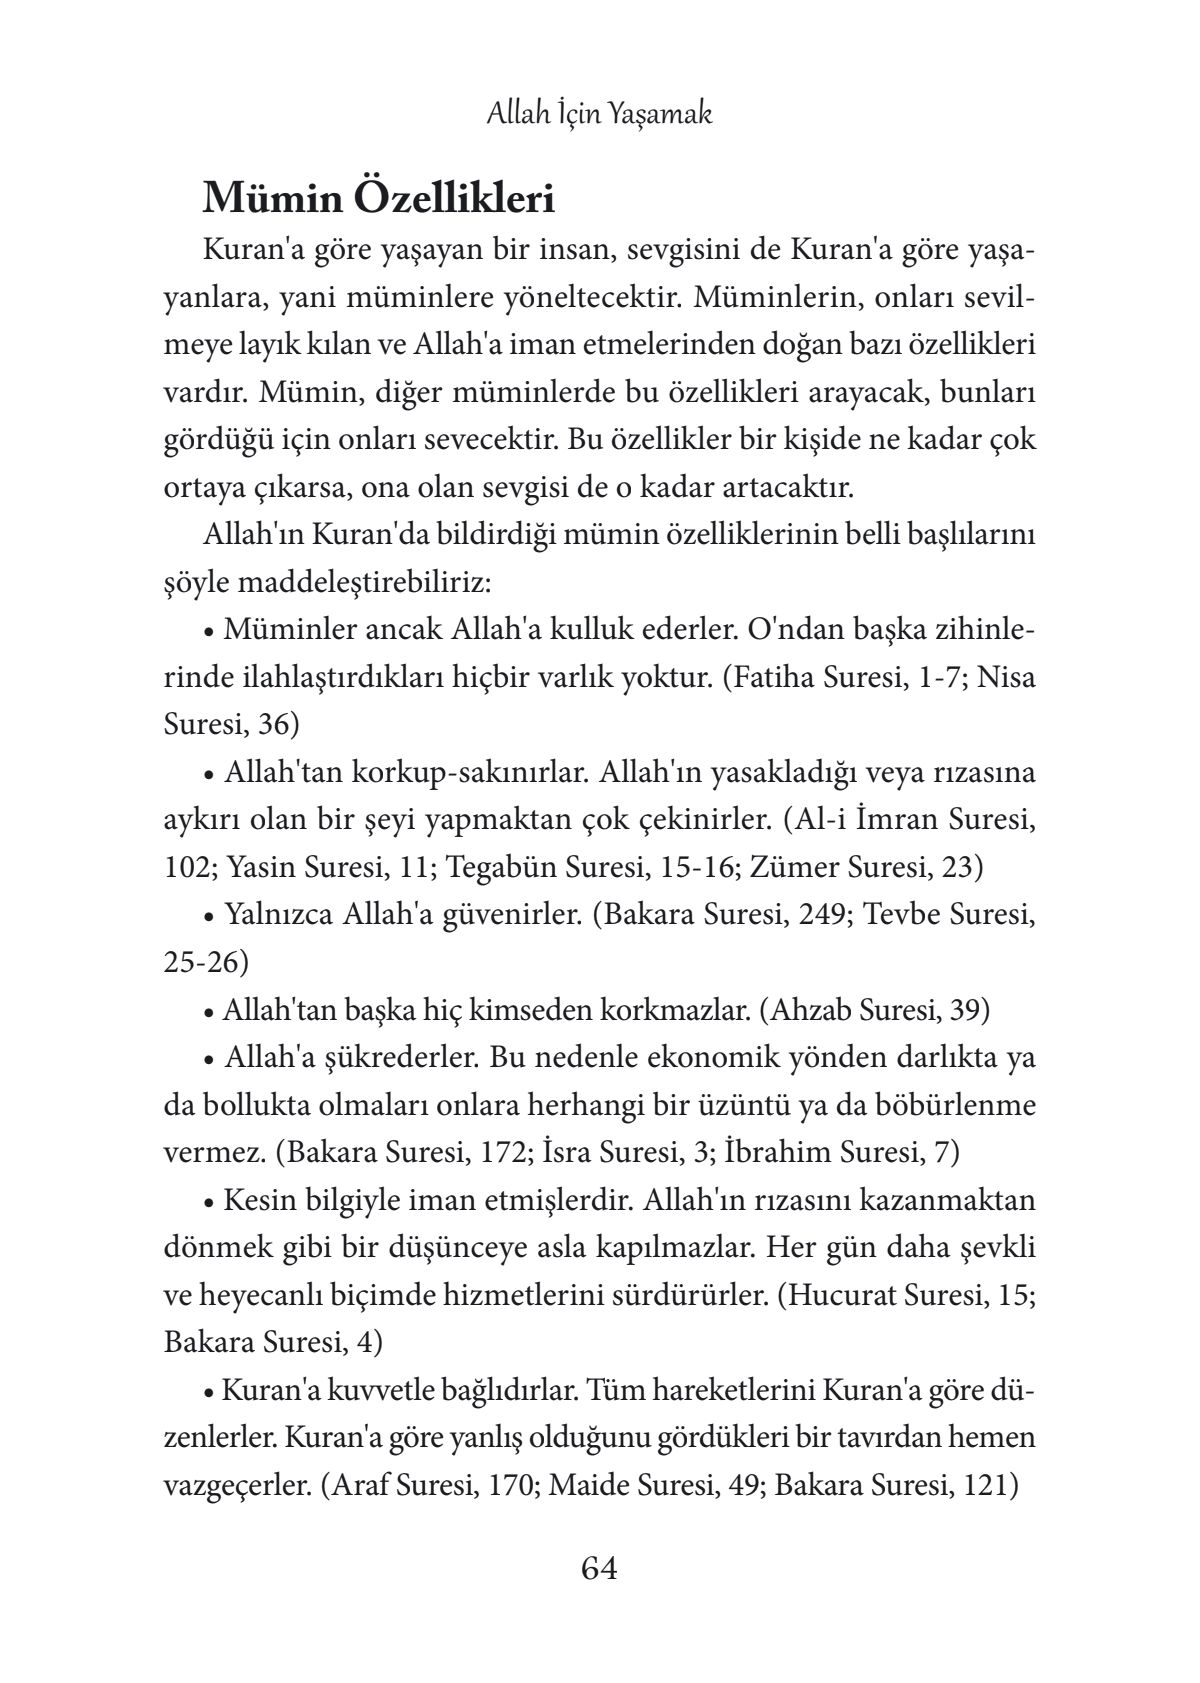 Allah İçin Yaşamak
Mümin Özellikleri
Kuran'a göre yaşayan bir insan, sevgisini de Kuran'a göre yaşa-
yanlara, yani müminlere yöneltecektir. Müminlerin, onları sevil-
meye layık kılan ve Allah'a iman etmelerinden doğan bazı özellikleri
vardır. Mümin, diğer müminlerde bu özellikleri arayacak, bunları
gördüğü için onları sevecektir. Bu özellikler bir kişide ne kadar çok
ortaya çıkarsa, ona olan sevgisi de o kadar artacaktır.
Allah'ın Kuran'da bildirdiği mümin özelliklerinin belli başlılarını
şöyle maddeleştirebiliriz:
• Müminler ancak Allah'a kulluk ederler. O'ndan başka zihinle-
rinde ilahlaştırdıkları hiçbir varlık yoktur. (Fatiha Suresi, 1-7; Nisa
Suresi, 36)
• Allah'tan korkup-sakınırlar. Allah'ın yasakladığı veya rızasına
aykırı olan bir şeyi yapmaktan çok çekinirler. (Al-i İmran Suresi,
102; Yasin Suresi, 11; Tegabün Suresi, 15-16; Zümer Suresi, 23)
• Yalnızca Allah'a güvenirler. (Bakara Suresi, 249; Tevbe Suresi,
25-26)
• Allah'tan başka hiç kimseden korkmazlar. (Ahzab Suresi, 39)
• Allah'a şükrederler. Bu nedenle ekonomik yönden darlıkta ya
da bollukta olmaları onlara herhangi bir üzüntü ya da böbürlenme
vermez. (Bakara Suresi, 172; İsra Suresi, 3; İbrahim Suresi, 7)
• Kesin bilgiyle iman etmişlerdir. Allah'ın rızasını kazanmaktan
dönmek gibi bir düşünceye asla kapılmazlar. Her gün daha şevkli
ve heyecanlı biçimde hizmetlerini sürdürürler. (Hucurat Suresi, 15;
Bakara Suresi, 4)
• Kuran'a kuvvetle bağlıdırlar. Tüm hareketlerini Kuran'a göre dü-
zenlerler. Kuran'a göre yanlış olduğunu gördükleri bir tavırdan hemen
vazgeçerler. (Araf Suresi, 170; Maide Suresi, 49; Bakara Suresi, 121)
64